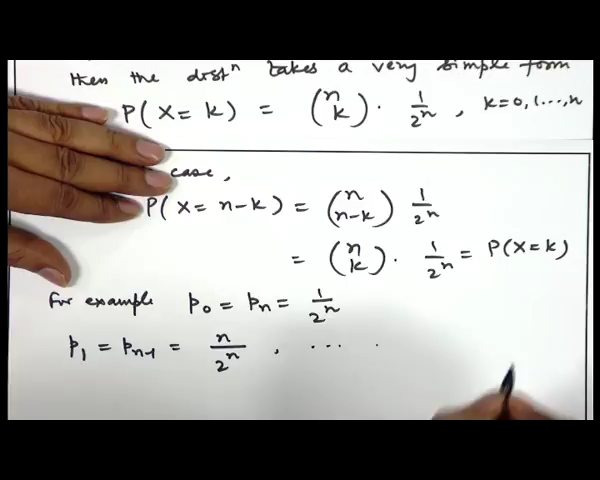 then the distⁿ takes a very simple form
P(X=k) = (n k) · 1/2ⁿ , k=0,1...,n
case,
P(X=n-k) = (n n-k) 1/2ⁿ
= (n k) · 1/2ⁿ = P(X=k)
For example p₀ = pₙ = 1/2ⁿ
p₁ = pₙ₋₁ = n/2ⁿ , ...